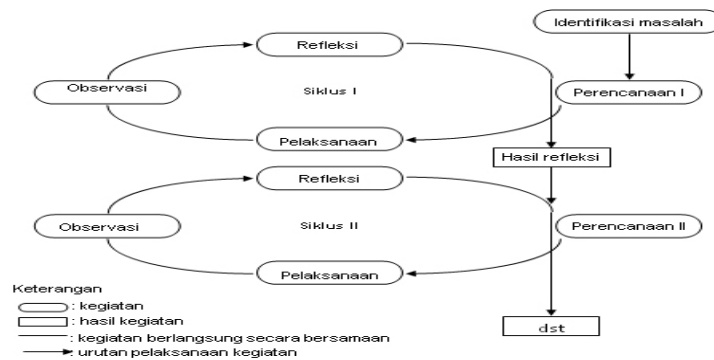 Identifikasi masalah
Refleksi
Observasi
Siklus I
Perencanaan I
Pelaksanaan
Hasil refleksi
Refleksi
Observasi
Siklus II
Perencanaan II
Pelaksanaan
Keterangan
: kegiatan
: hasil kegiatan
: kegiatan berlangsung secara bersamaan
: urutan pelaksanaan kegiatan
dst